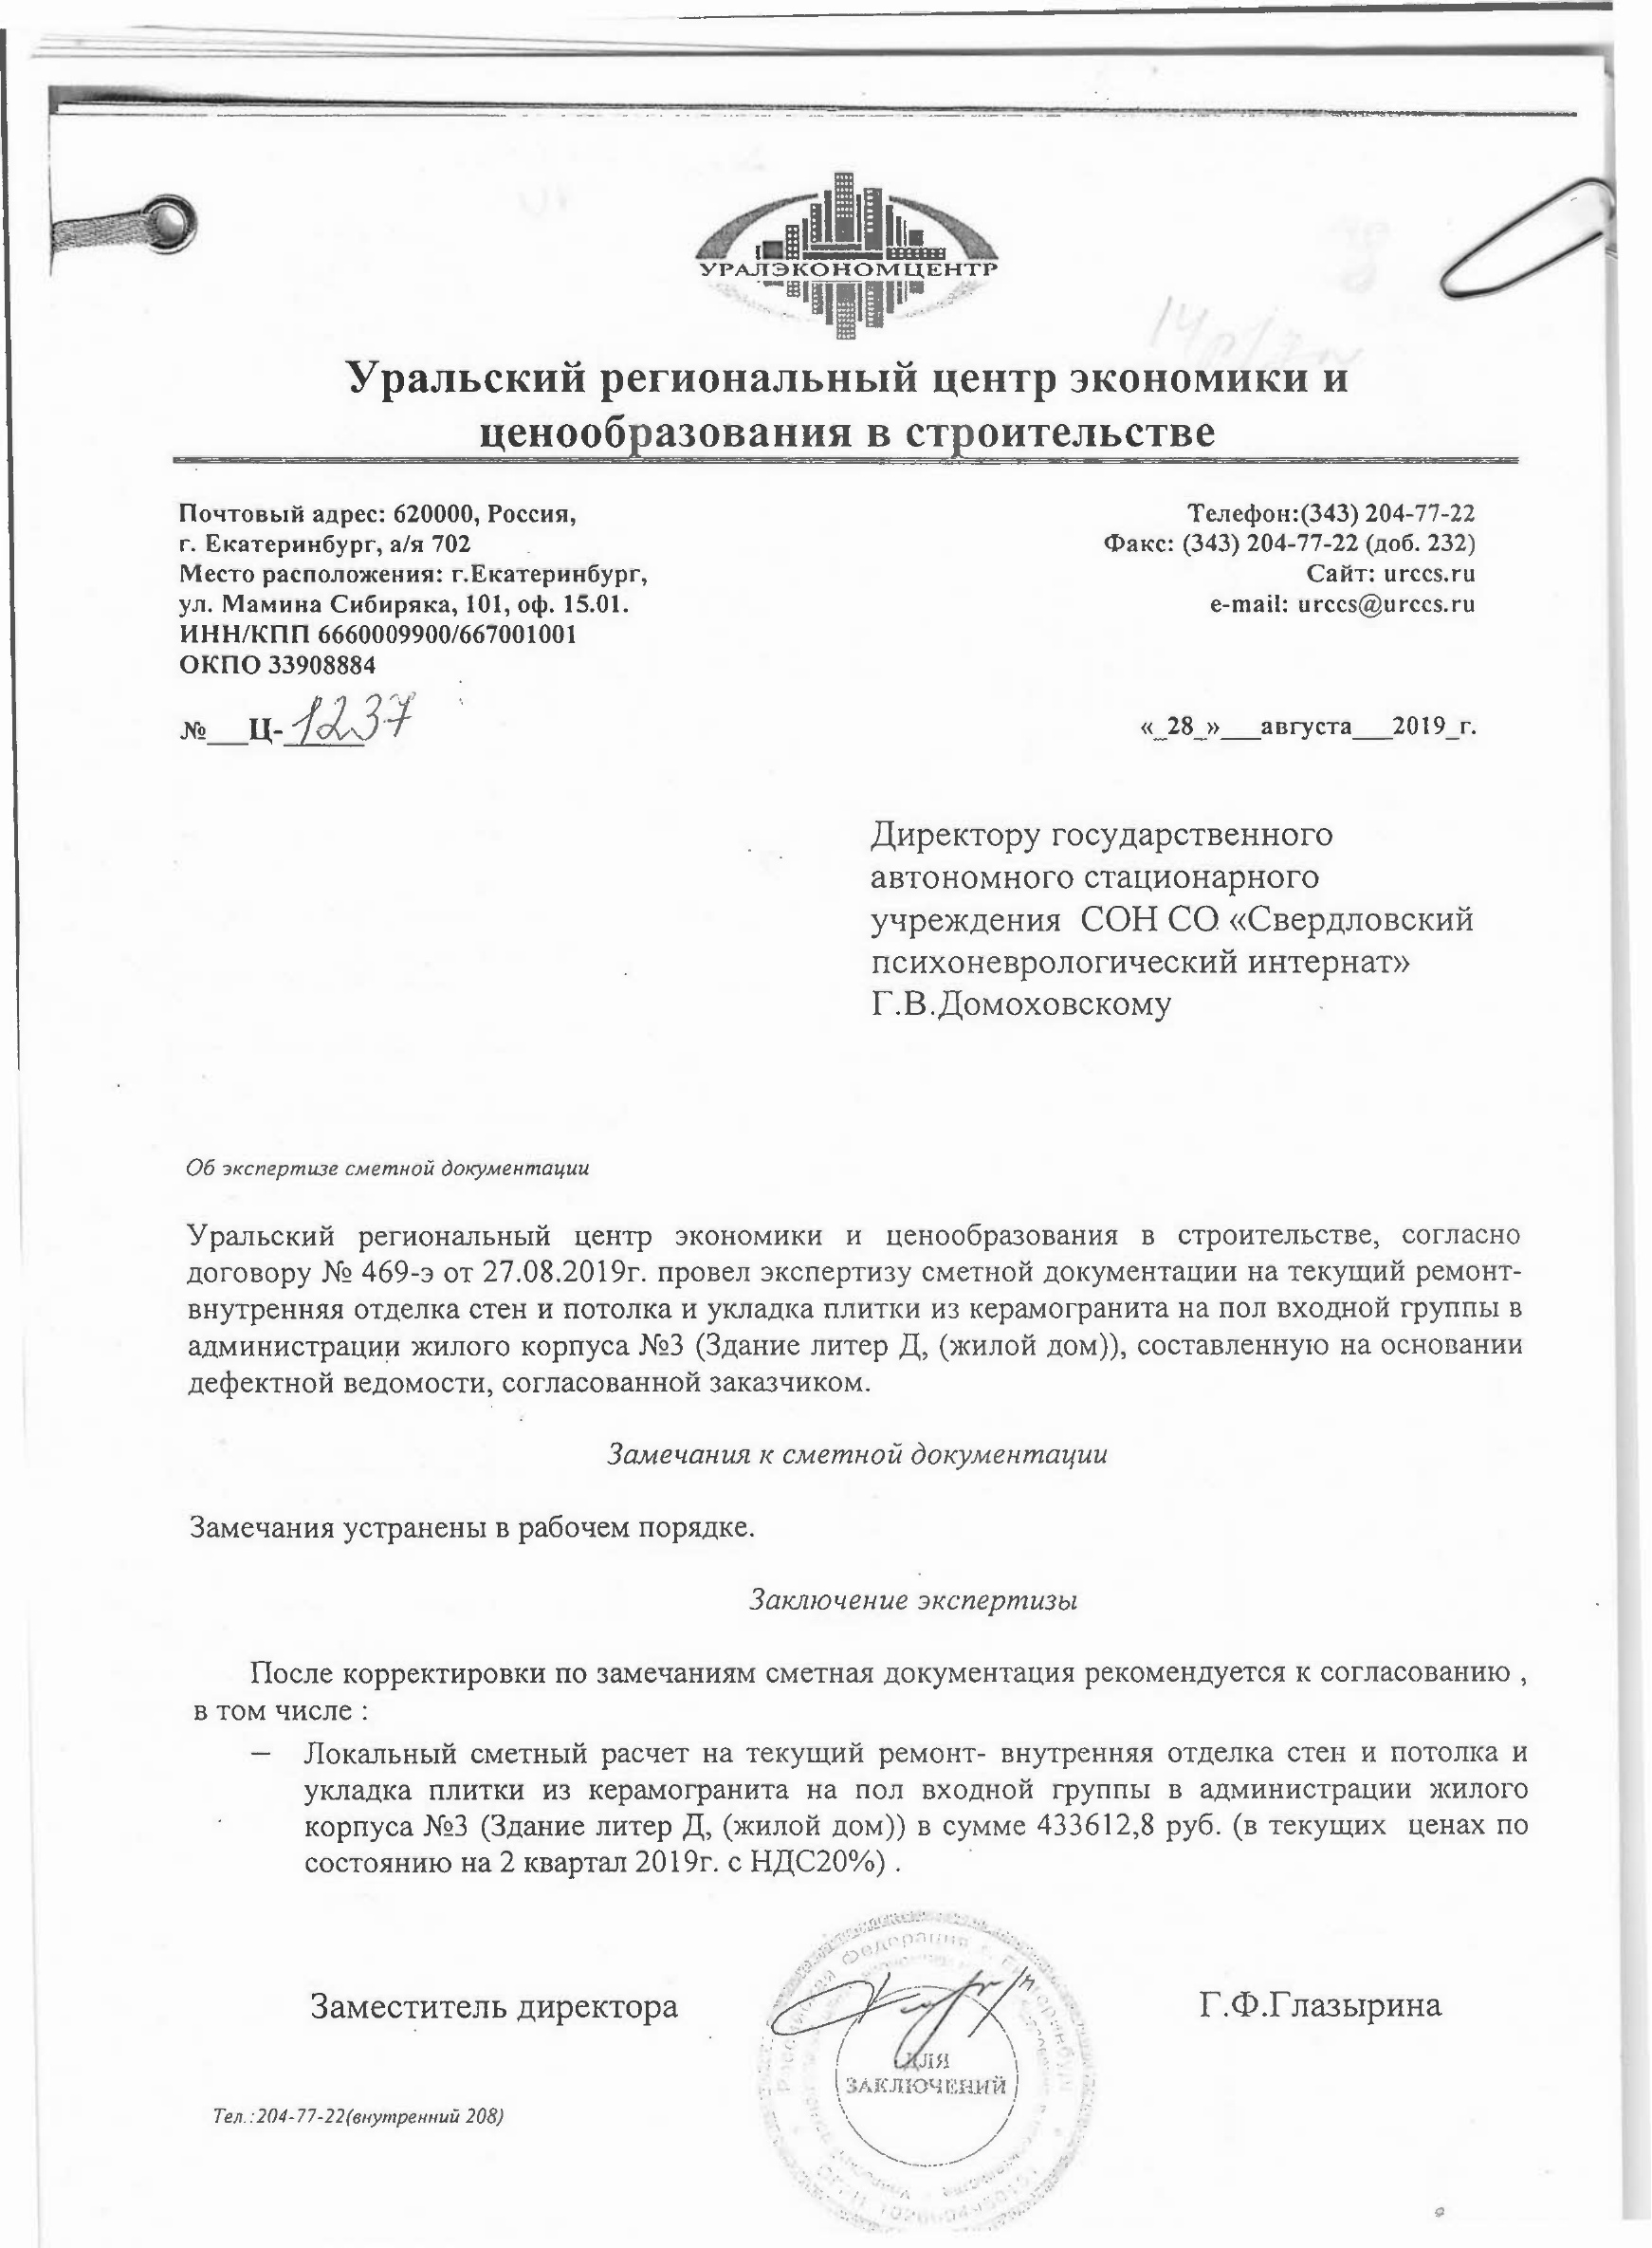 УРАЛЭКОНОМЦЕНТР
Уральский региональный центр экономики и
ценообразования в строительстве
Почтовый адрес: 620000, Россия,
г. Екатеринбург, а/я 702
Место расположения: г.Екатеринбург,
ул. Мамина Сибиряка, 101, оф. 15.01.
ИНН/КПП 6660009900/667001001
ОКПО 33908884
Телефон:(343) 204-77-22
Факс: (343) 204-77-22 (доб. 232)
Сайт: urccs.ru
e-mail: urccs@urccs.ru
№___Ц-1237
«_28_»___августа___2019_г.
Директору государственного
автономного стационарного
учреждения СОН СО «Свердловский
психоневрологический интернат»
Г.В.Домоховскому
Об экспертизе сметной документации
Уральский региональный центр экономики и ценообразования в строительстве, согласно
договору № 469-э от 27.08.2019г. провел экспертизу сметной документации на текущий ремонт-
внутренняя отделка стен и потолка и укладка плитки из керамогранита на пол входной группы в
администрации жилого корпуса №3 (Здание литер Д, (жилой дом)), составленную на основании
дефектной ведомости, согласованной заказчиком.
Замечания к сметной документации
Замечания устранены в рабочем порядке.
Заключение экспертизы
После корректировки по замечаниям сметная документация рекомендуется к согласованию ,
в том числе :
– Локальный сметный расчет на текущий ремонт- внутренняя отделка стен и потолка и
укладка плитки из керамогранита на пол входной группы в администрации жилого
корпуса №3 (Здание литер Д, (жилой дом)) в сумме 433612,8 руб. (в текущих ценах по
состоянию на 2 квартал 2019г. с НДС20%) .
Заместитель директора
Г.Ф.Глазырина
Российская Федерация г. Екатеринбург
ДЛЯ
ЗАКЛЮЧЕНИЙ
Тел.:204-77-22(внутренний 208)